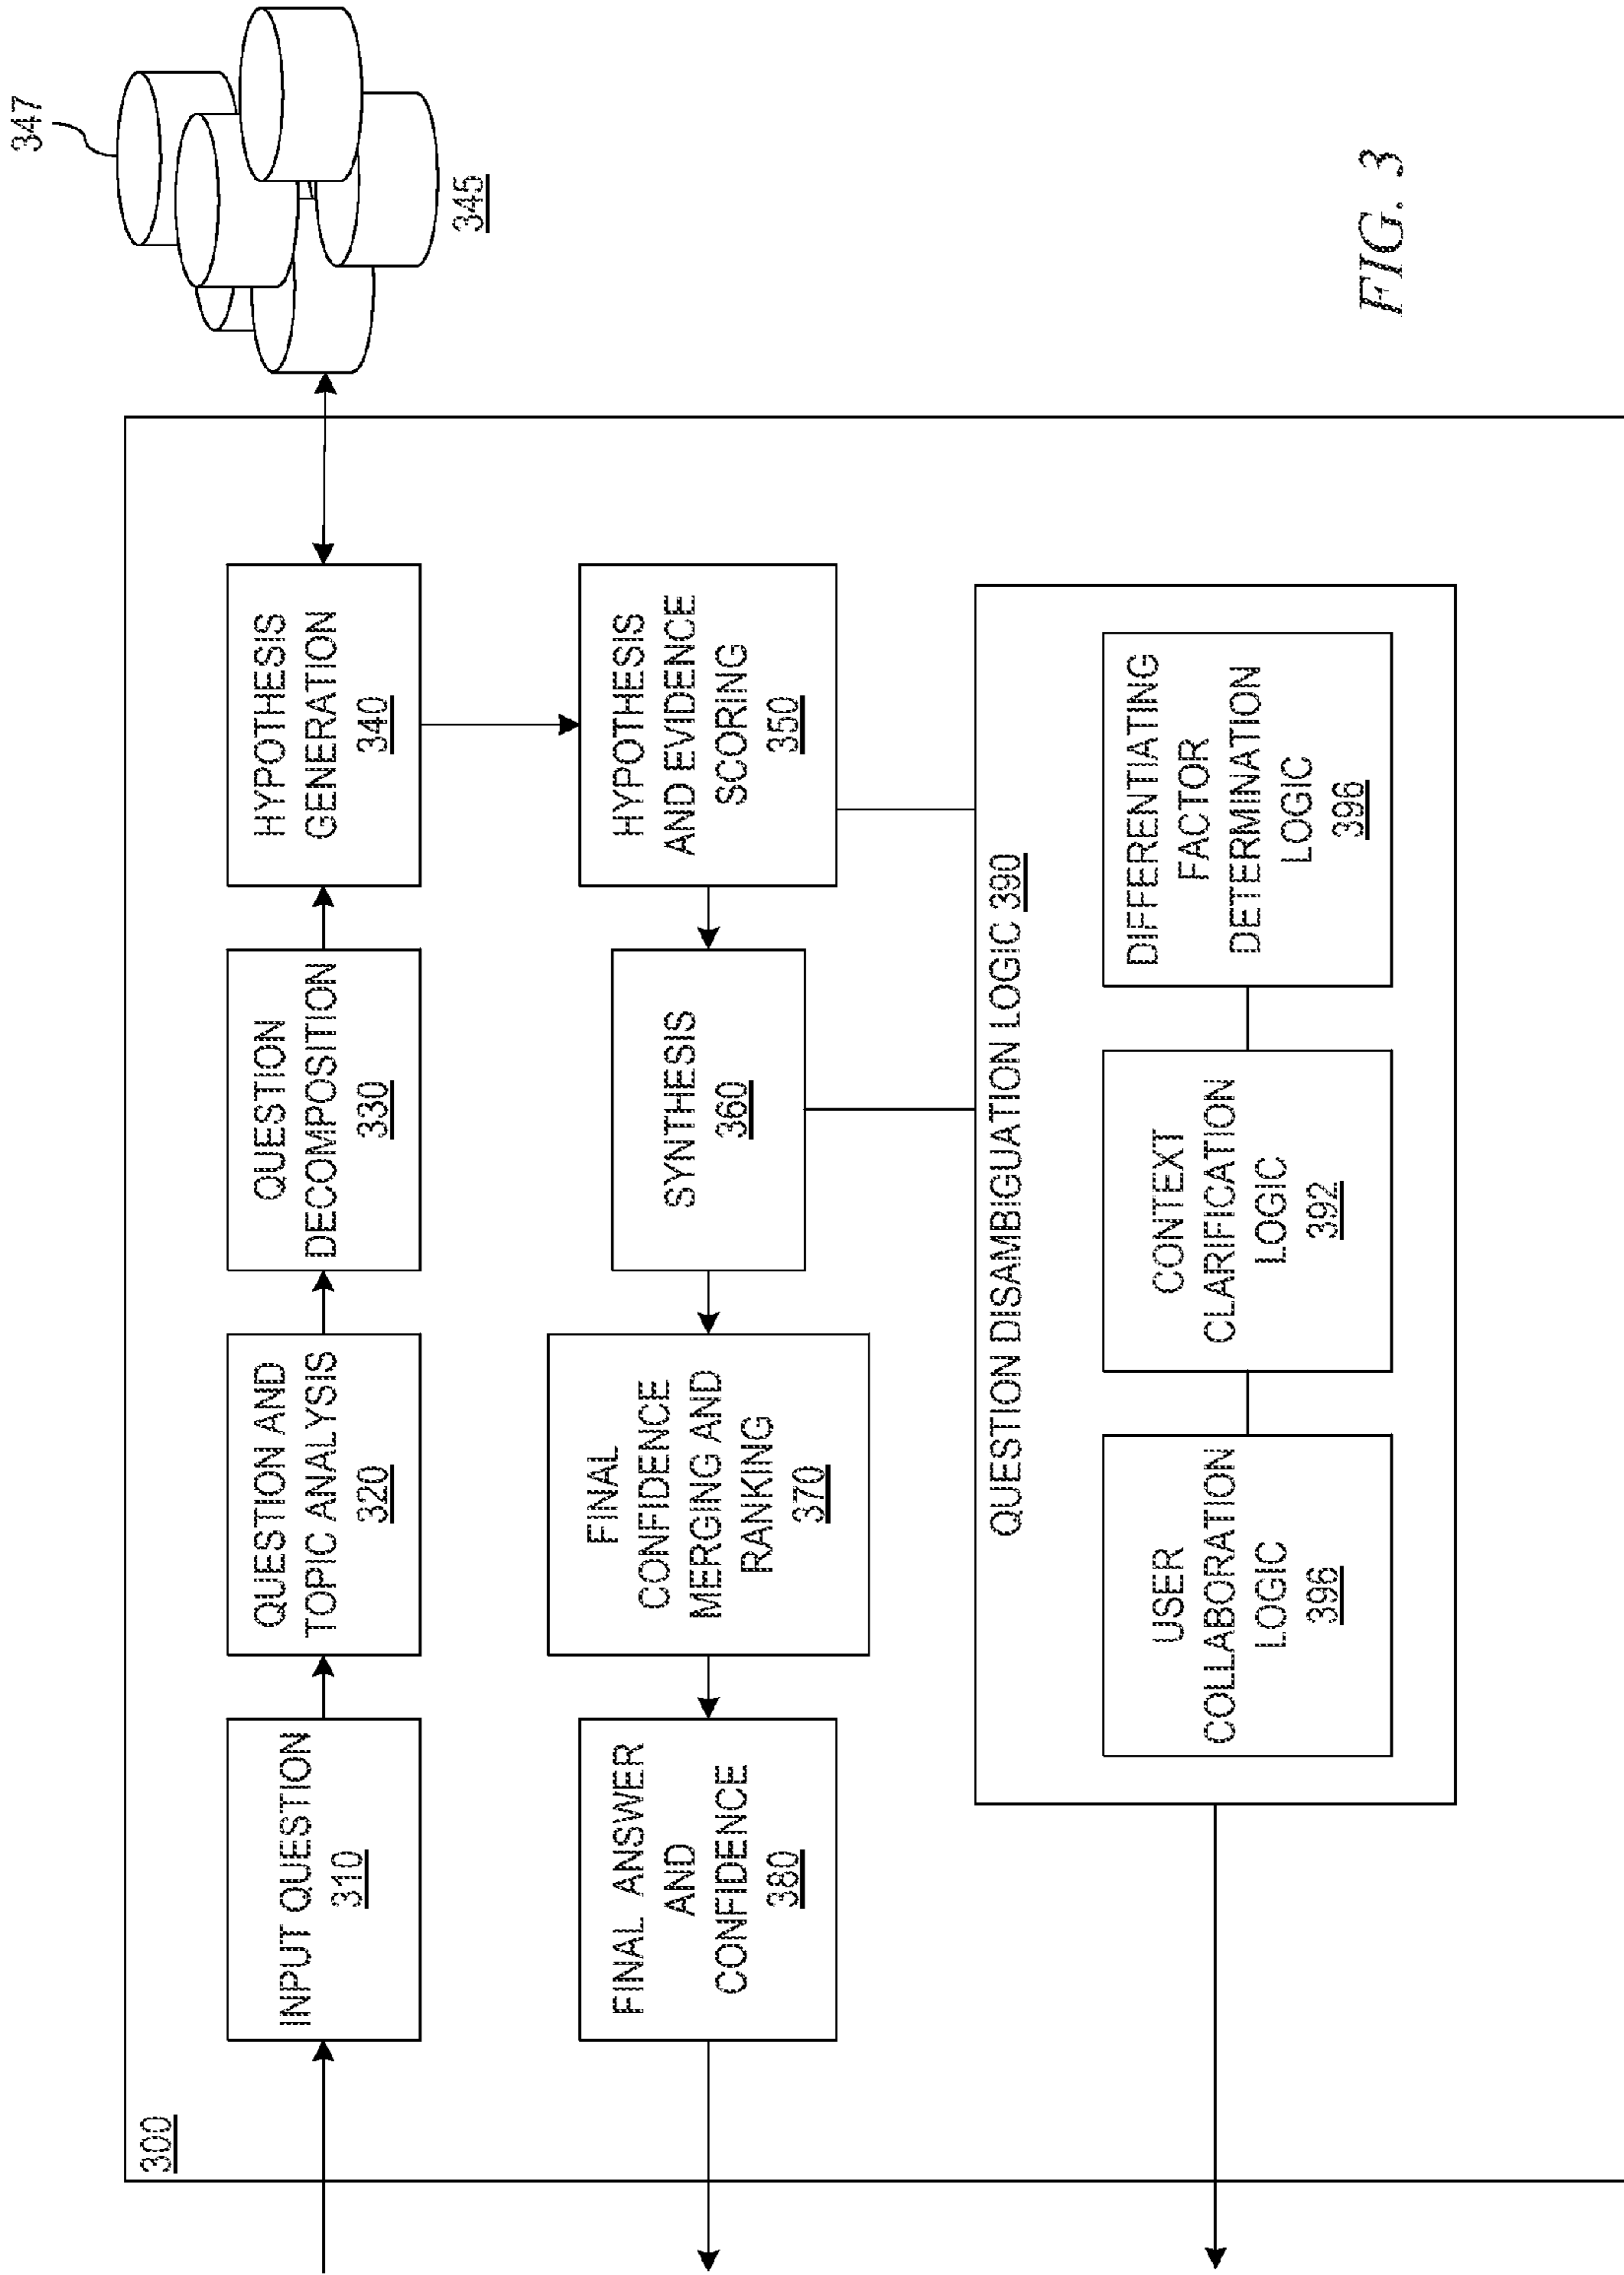 300
347
345
INPUT QUESTION
310
QUESTION AND
TOPIC ANALYSIS
320
QUESTION
DECOMPOSITION
330
HYPOTHESIS
GENERATION
340
FINAL ANSWER
AND
CONFIDENCE
380
FINAL
CONFIDENCE
MERGING AND
RANKING
370
SYNTHESIS
360
HYPOTHESIS
AND EVIDENCE
SCORING
350
QUESTION DISAMBIGUATION LOGIC 390
USER
COLLABORATION
LOGIC
396
CONTEXT
CLARIFICATION
LOGIC
392
DIFFERENTIATING
FACTOR
DETERMINATION
LOGIC
396
FIG. 3